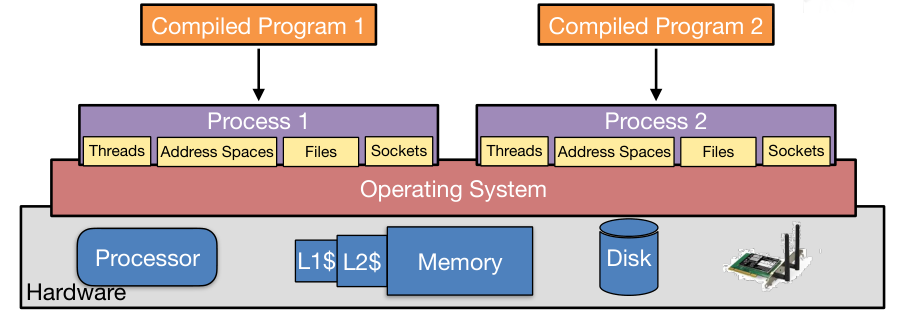 Compiled Program 1
Compiled Program 2
Process 1
Process 2
Threads
Address Spaces
Files
Sockets
Threads
Address Spaces
Files
Sockets
Operating System
Processor
L1$
L2$
Memory
Disk
Hardware